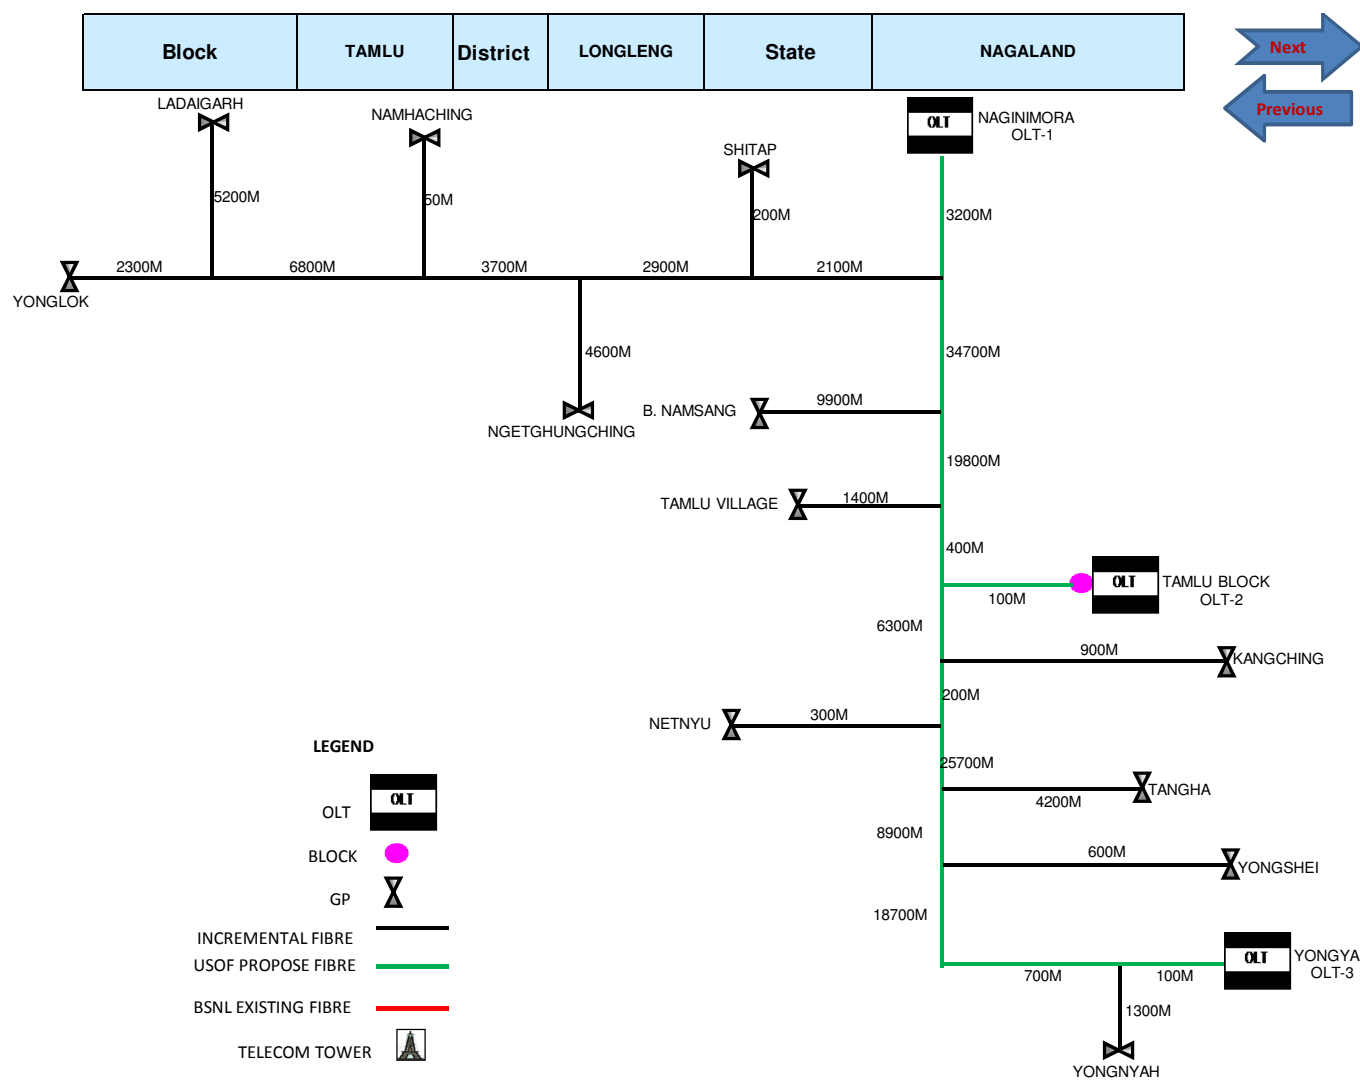 Block TAMLU District LONGLENG State NAGALAND
Next
Previous
LADAIGARH
NAMHACHING
SHITAP
OLT
NAGINIMORA
OLT-1
5200M
50M
200M
3200M
2300M
6800M
3700M
2900M
2100M
YONGLOK
4600M
34700M
NGETGHUNGCHING
B. NAMSANG
9900M
19800M
TAMLU VILLAGE
1400M
400M
100M
OLT
TAMLU BLOCK
OLT-2
6300M
900M
KANGCHING
200M
NETNYU
300M
25700M
4200M
TANGHA
8900M
600M
YONGSHEI
18700M
700M
100M
OLT
YONGYA
OLT-3
1300M
YONGNYAH
LEGEND
OLT
OLT
BLOCK
GP
INCREMENTAL FIBRE
USOF PROPOSE FIBRE
BSNL EXISTING FIBRE
TELECOM TOWER